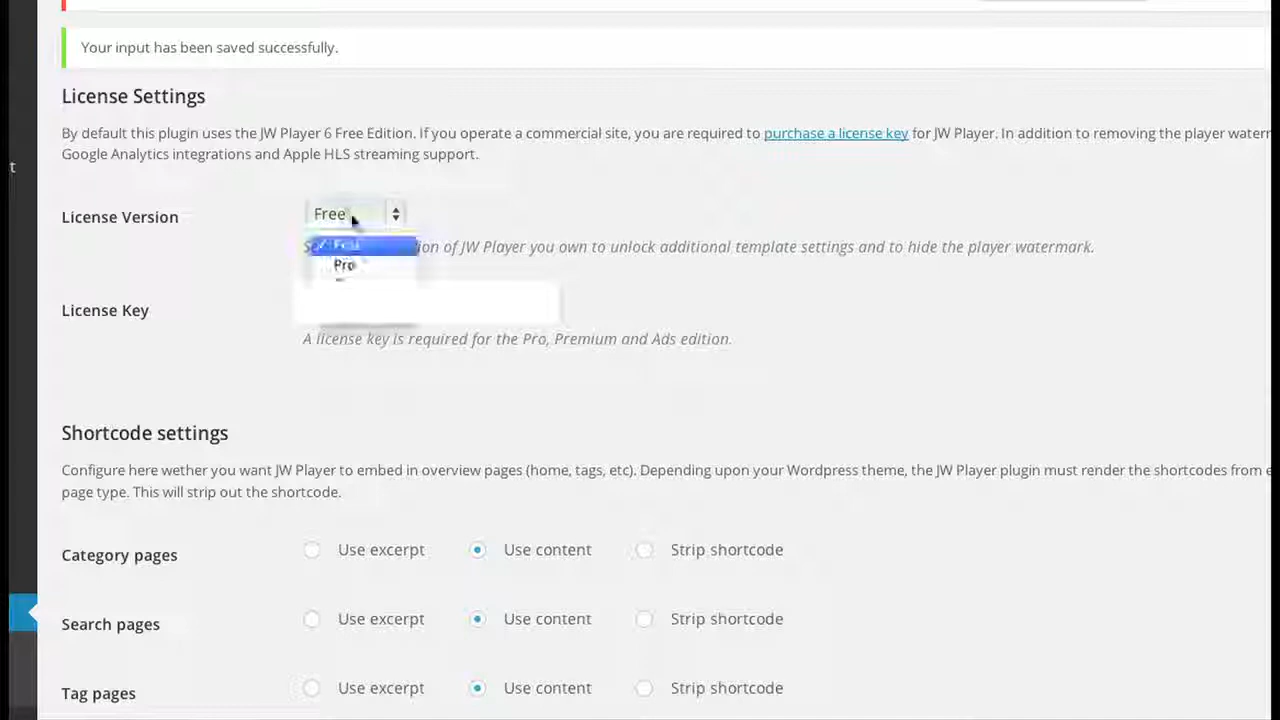 Your input has been saved successfully.
License Settings
By default this plugin uses the JW Player 6 Free Edition. If you operate a commercial site, you are required to purchase a license key for JW Player. In addition to removing the player
Google Analytics integrations and Apple HLS streaming support.
t
License Version
Free
of JW Player you own to unlock additional template settings and to hide the player watermark.
Free
Pro
License Key
A license key is required for the Pro, Premium and Ads edition.
Shortcode settings
Configure here wether you want JW Player to embed in overview pages (home, tags, etc). Depending upon your Wordpress theme, the JW Player plugin must render the shortcodes from
page type. This will strip out the shortcode.
Category pages
Use excerpt
Use content
Strip shortcode
Search pages
Use excerpt
Use content
Strip shortcode
Tag pages
Use excerpt
Use content
Strip shortcode